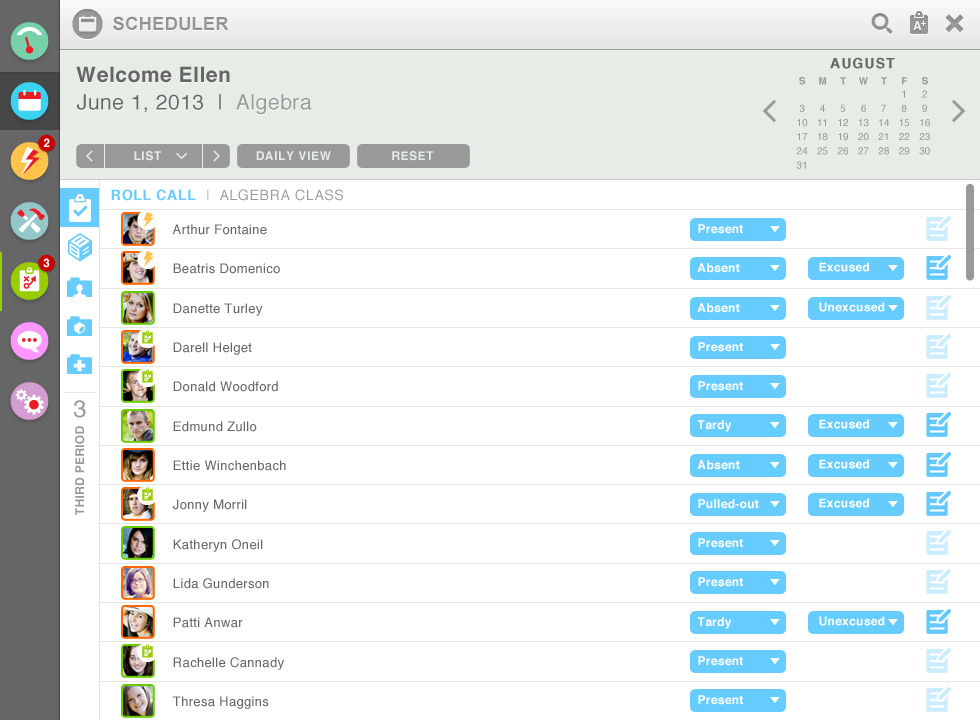 SCHEDULER
A+
Welcome Ellen
June 1, 2013 | Algebra
AUGUST
S M T W T F S
1 2
3 4 5 6 7 8 9
10 11 12 13 14 15 16
17 18 19 20 21 22 23
24 25 26 27 28 29 30
31
LIST DAILY VIEW RESET
2
3
3
THIRD PERIOD
ROLL CALL | ALGEBRA CLASS
Arthur Fontaine Present
Beatris Domenico Absent Excused
Danette Turley Absent Unexcused
Darell Helget Present
Donald Woodford Present
Edmund Zullo Tardy Excused
Ettie Winchenbach Absent Excused
Jonny Morril Pulled-out Excused
Katheryn Oneil Present
Lida Gunderson Present
Patti Anwar Tardy Unexcused
Rachelle Cannady Present
Thresa Haggins Present